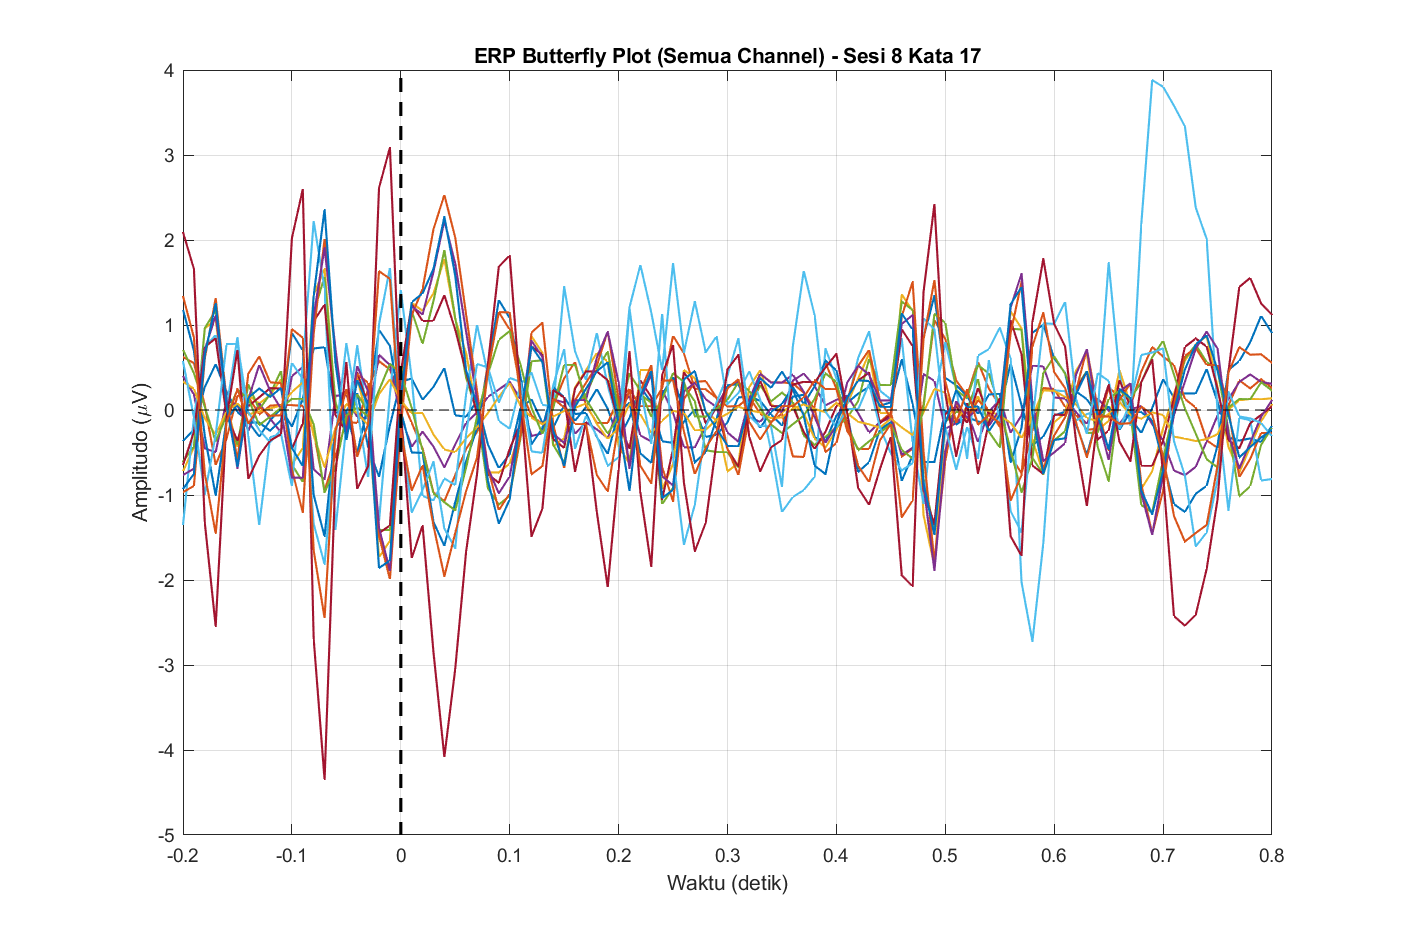 ERP Butterfly Plot (Semua Channel) - Sesi 8 Kata 17
4
3
2
1
0
-1
-2
-3
-4
-5
Amplitudo (μV)
-0.2 -0.1 0 0.1 0.2 0.3 0.4 0.5 0.6 0.7 0.8
Waktu (detik)